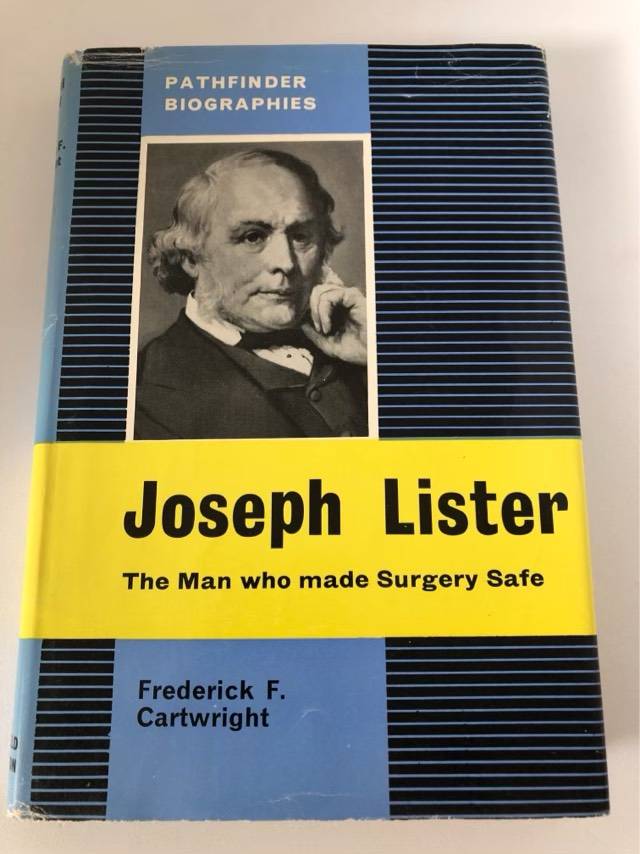 PATHFINDER
BIOGRAPHIES
Joseph Lister
The Man who made Surgery Safe
Frederick F.
Cartwright